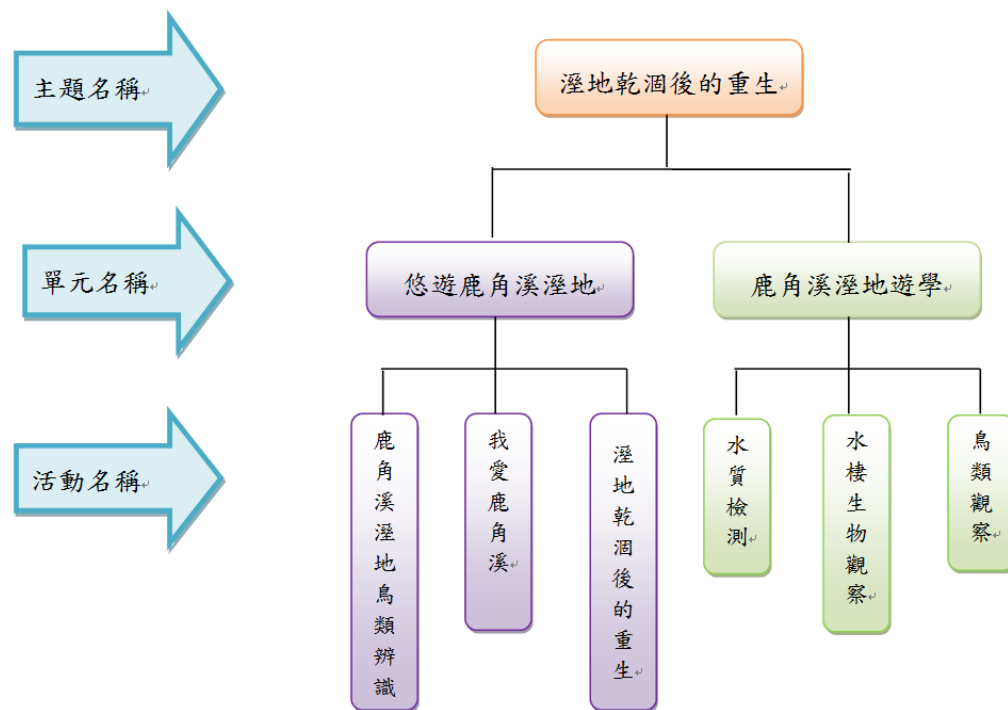 主題名稱
溼地乾涸後的重生
單元名稱
悠遊鹿角溪溼地
鹿角溪溼地遊學
活動名稱
鹿角溪溼地鳥類辨識
我愛鹿角溪
溼地乾涸後的重生
水質檢測
水棲生物觀察
鳥類觀察